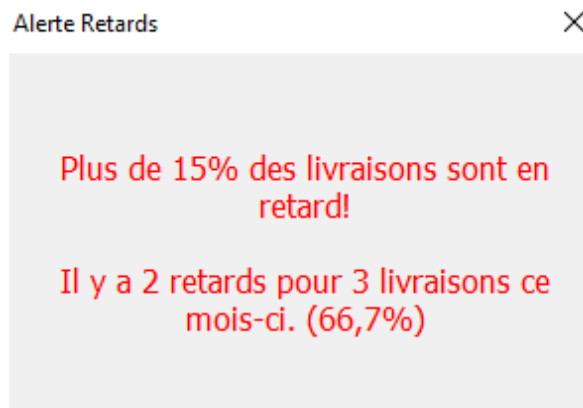 Alerte Retards
Plus de 15% des livraisons sont en
retard!
Il y a 2 retards pour 3 livraisons ce
mois-ci. (66,7%)